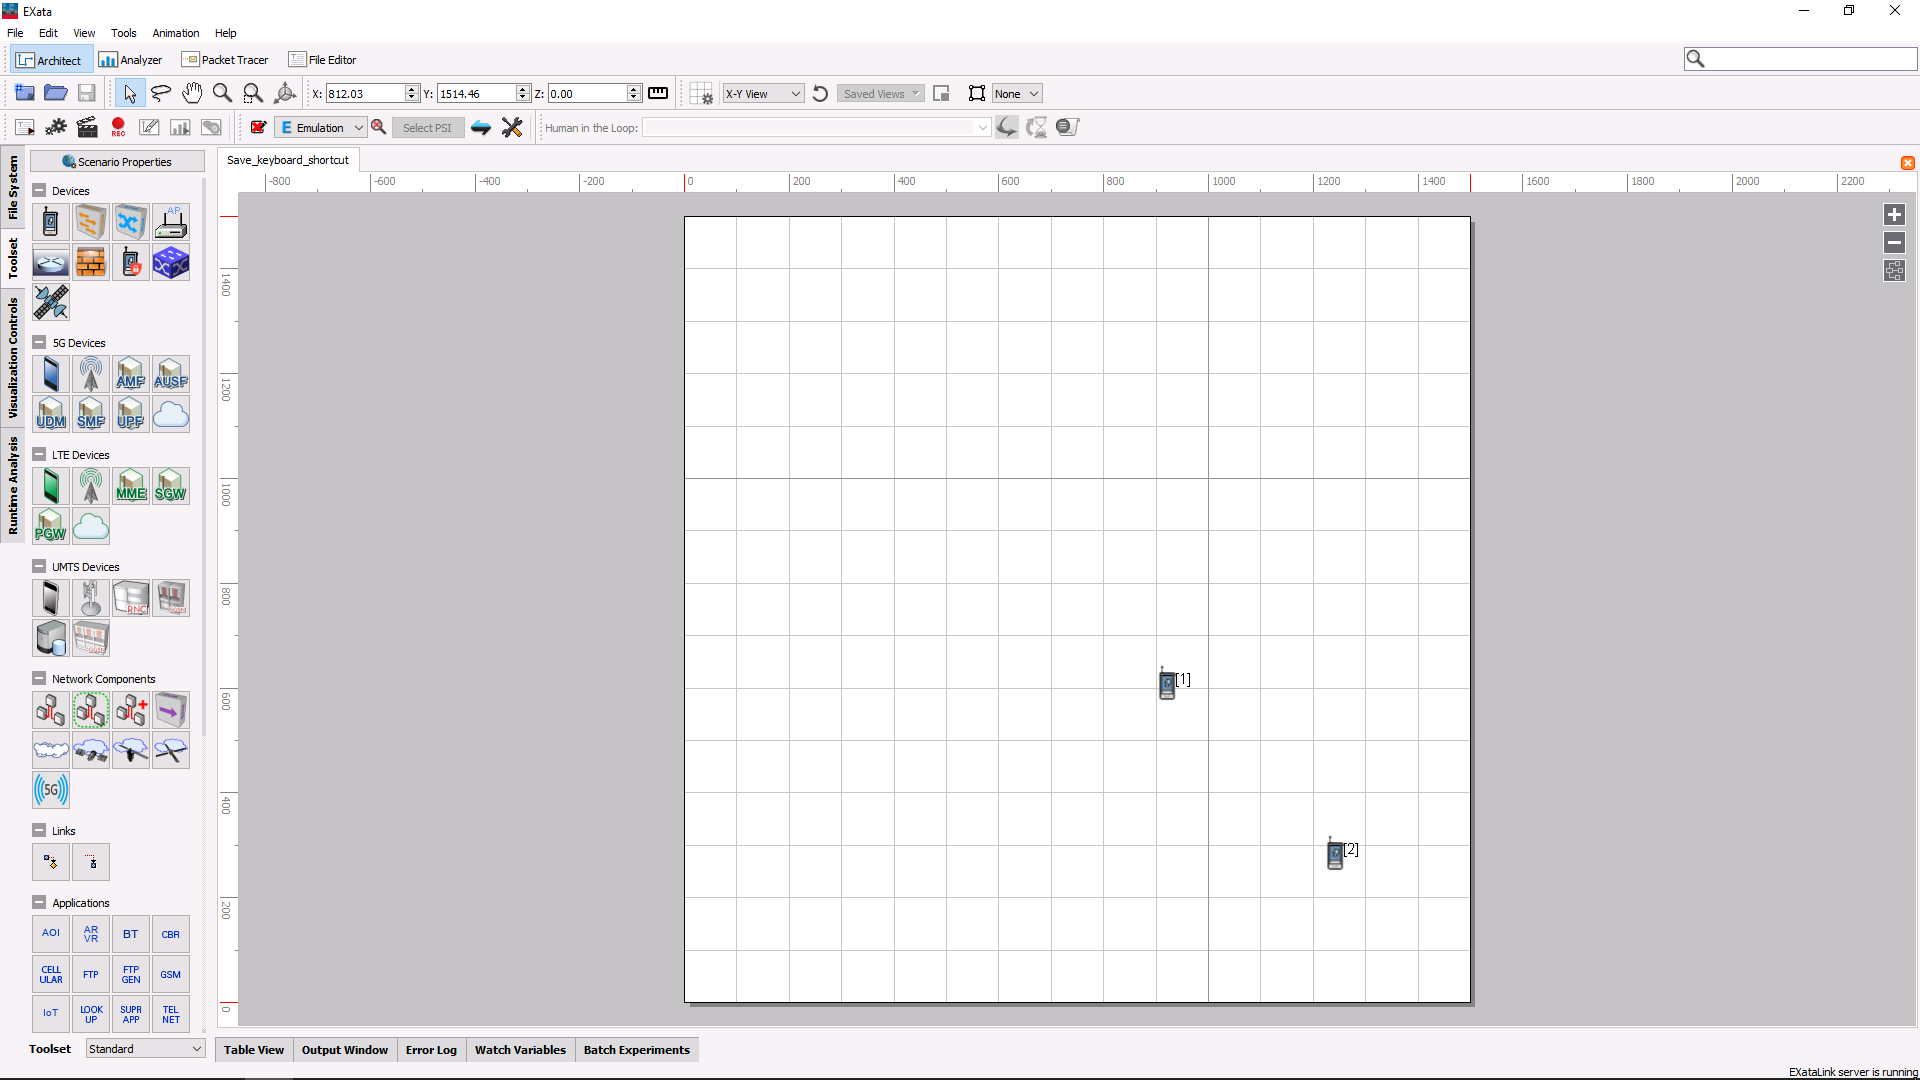 EXata
File Edit View Tools Animation Help
Architect Analyzer Packet Tracer File Editor
X: 812.03 Y: 1514.46 Z: 0.00 X-Y View Saved Views None
REC E Emulation Select PSI Human in the Loop:
File System
Toolset
Visualization Controls
Runtime Analysis
Scenario Properties
Save_keyboard_shortcut
-800 -600 -400 -200 0 200 400 600 800 1000 1200 1400 1600 1800 2000 2200
1400
1200
1000
800
600
400
200
0
Devices
AP
5G Devices
AMF AUSF
UDM SMF UPF
LTE Devices
MME SGW
PGW
UMTS Devices
RNC SGSN
GGSN
Network Components
5G
Links
Applications
AOI AR VR BT CBR
CELL ULAR FTP FTP GEN GSM
IoT LOOK UP SUPR APP TEL NET
[1]
[2]
Toolset Standard
Table View Output Window Error Log Watch Variables Batch Experiments
EXataLink server is running